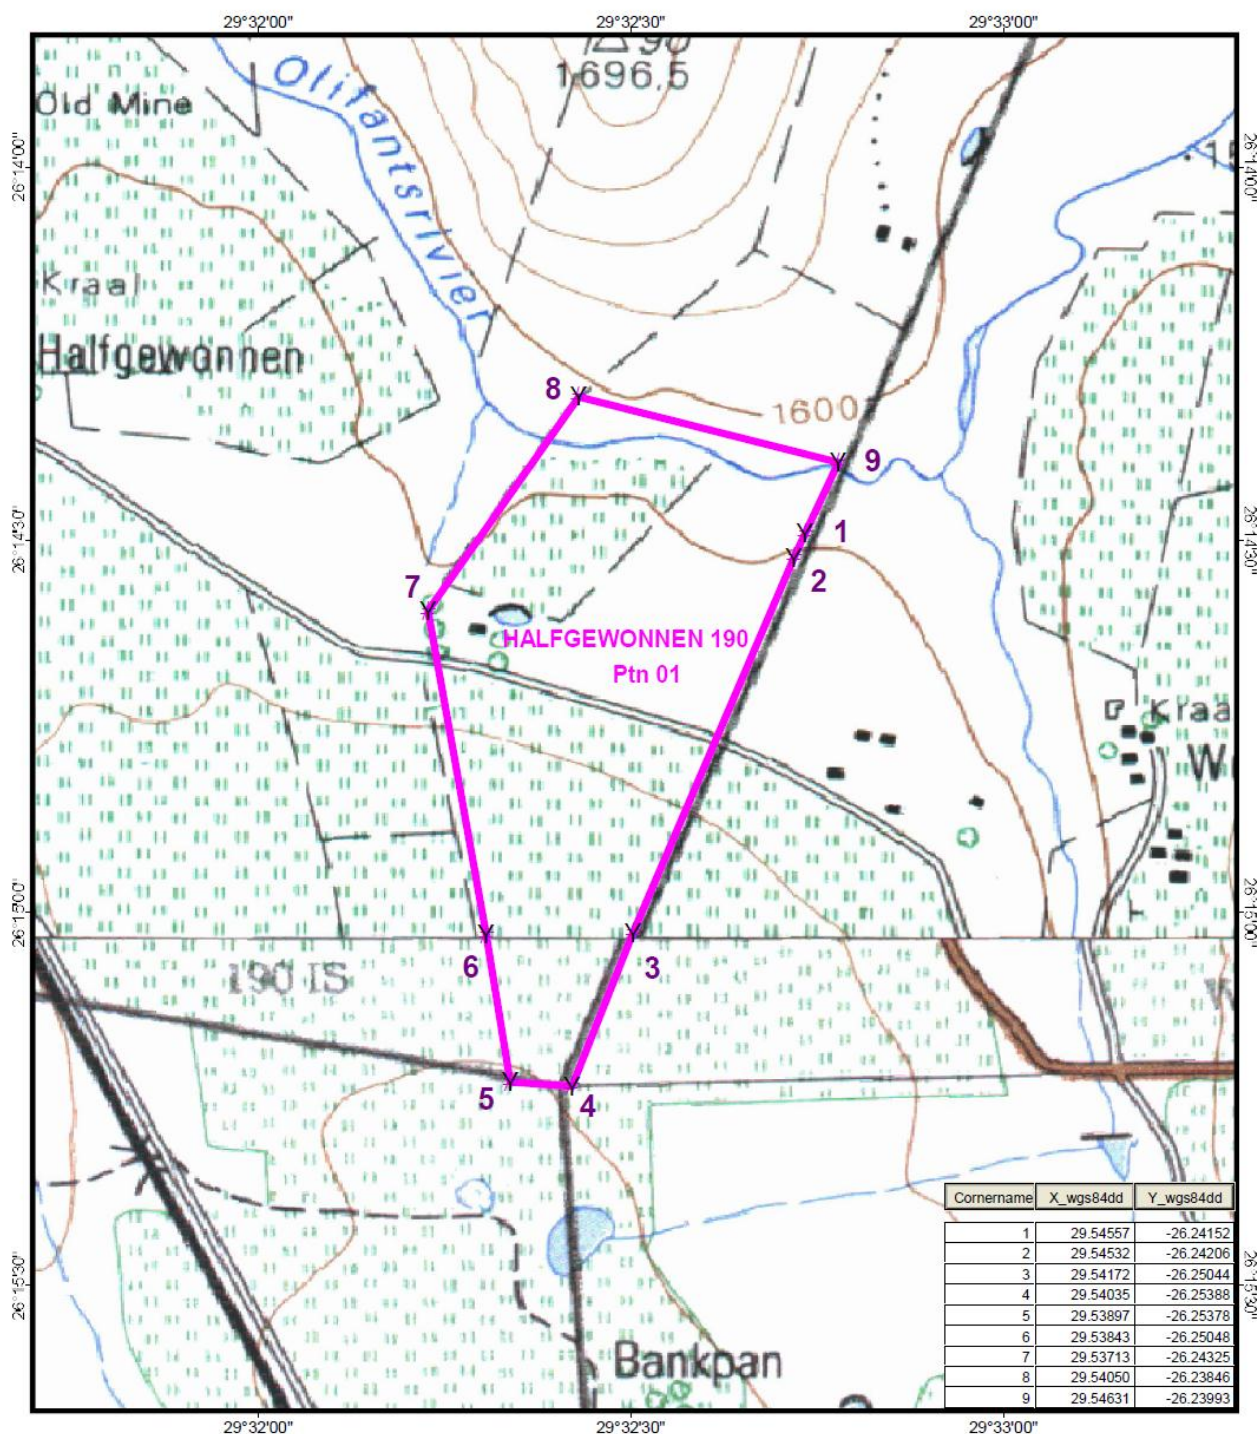 29°32'00" 29°32'30" 29°33'00"
1696,5
Old Mine
Olifantsrivier
26°14'00" 26°14'00"
Kraal
Halfgewonnen
8
1600
9
26°14'30" 26°14'30"
1
2
7
HALFGEWONNEN 190
Ptn 01
Kraa
W
26°15'00" 26°15'00"
6
3
190 IS
W
5
4
26°15'30" 26°15'30"
Bankpan
Cornername X_wgs84dd Y_wgs84dd
1 29.54557 -26.24152
2 29.54532 -26.24206
3 29.54172 -26.25044
4 29.54035 -26.25388
5 29.53897 -26.25378
6 29.53843 -26.25048
7 29.53713 -26.24325
8 29.54050 -26.23846
9 29.54631 -26.23993
29°32'00" 29°32'30" 29°33'00"